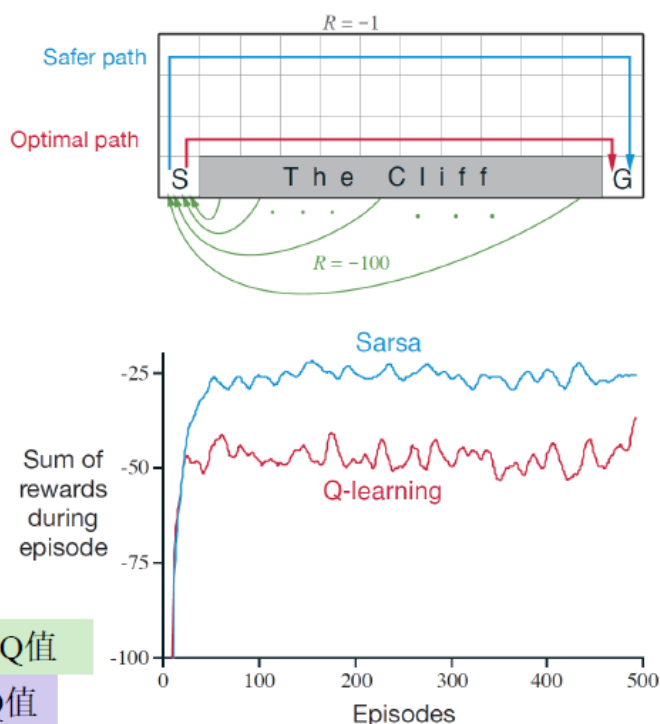 R = −1
Safer path
Optimal path
S
The Cliff
G
R = −100
Sarsa
-25
Sum of
rewards
during
episode
-50
Q-learning
-75
-100
0
100
200
300
400
500
Episodes
Q值
Q值